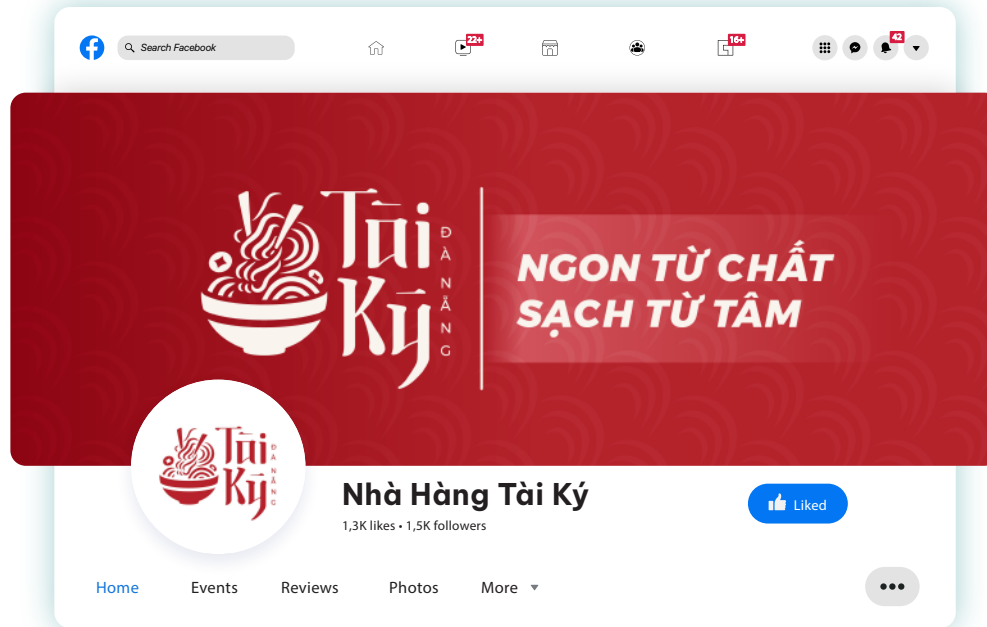 Search Facebook
22+
16+
42
Tài
Ký
ĐÀ NẴNG
NGON TỪ CHẤT
SẠCH TỪ TÂM
Tài
Ký
ĐÀ NẴNG
Nhà Hàng Tài Ký
1,3K likes • 1,5K followers
Liked
Home
Events
Reviews
Photos
More